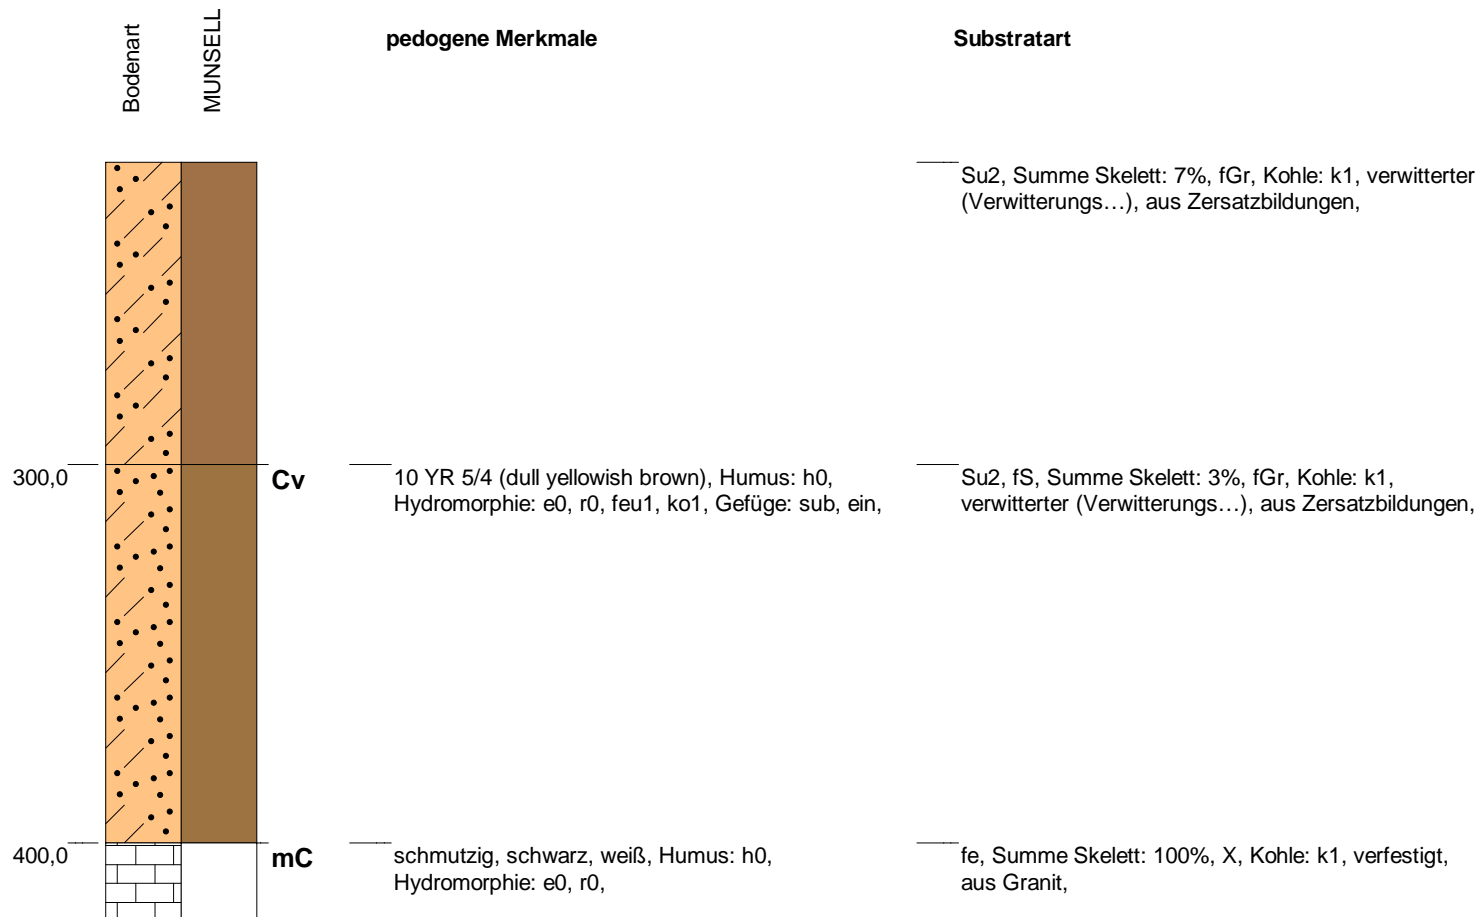 Bodenart
MUNSELL
pedogene Merkmale
Substratart
Su2, Summe Skelett: 7%, fGr, Kohle: k1, verwitterter
(Verwitterungs…), aus Zersatzbildungen,
300,0
Cv
10 YR 5/4 (dull yellowish brown), Humus: h0,
Hydromorphie: e0, r0, feu1, ko1, Gefüge: sub, ein,
Su2, fS, Summe Skelett: 3%, fGr, Kohle: k1,
verwitterter (Verwitterungs…), aus Zersatzbildungen,
400,0
mC
schmutzig, schwarz, weiß, Humus: h0,
Hydromorphie: e0, r0,
fe, Summe Skelett: 100%, X, Kohle: k1, verfestigt,
aus Granit,